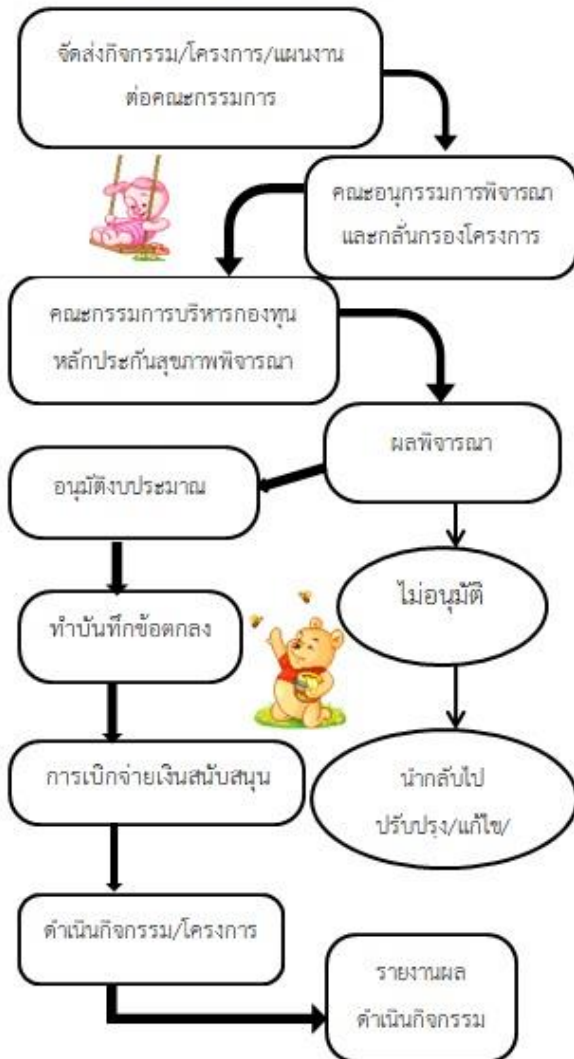 จัดส่งกิจกรรม/โครงการ/แผนงาน
ต่อคณะกรรมการ
คณะอนุกรรมการพิจารณา
และกลั่นกรองโครงการ
คณะกรรมการบริหารกองทุน
หลักประกันสุขภาพพิจารณา
ผลพิจารณา
อนุมัติงบประมาณ
ไม่อนุมัติ
ทำบันทึกข้อตกลง
การเบิกจ่ายเงินสนับสนุน
นำกลับไป
ปรับปรุง/แก้ไข/
ดำเนินกิจกรรม/โครงการ
รายงานผล
ดำเนินกิจกรรม